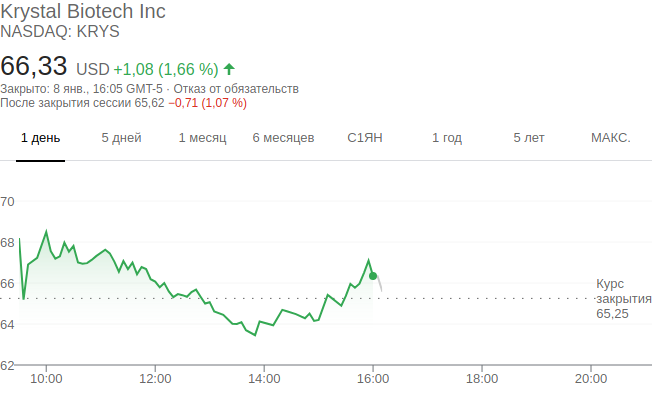 Krystal Biotech Inc
NASDAQ: KRYS
66,33 USD +1,08 (1,66 %)
Закрыто: 8 янв., 16:05 GMT-5 · Отказ от обязательств
После закрытия сессии 65,62 −0,71 (1,07 %)
1 день 5 дней 1 месяц 6 месяцев С1ЯН 1 год 5 лет МАКС.
70
68
66
64
62
Курс
закрытия
65,25
10:00 12:00 14:00 16:00 18:00 20:00